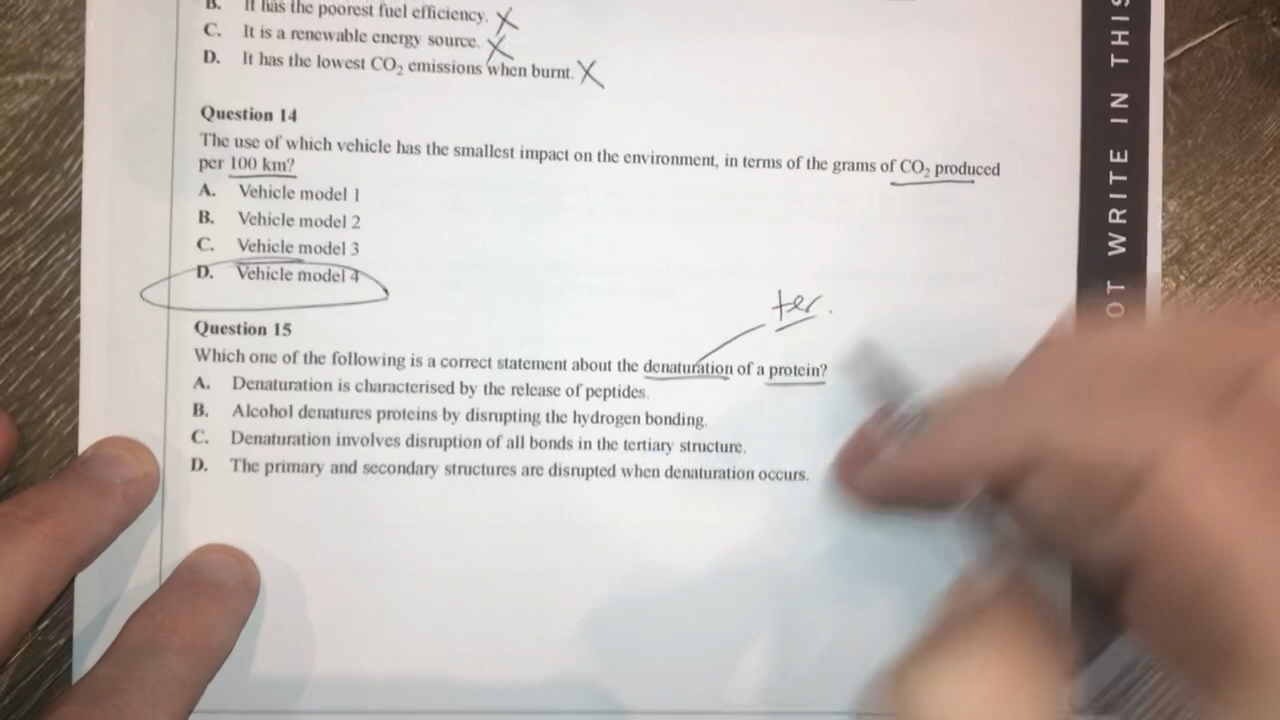 B. It has the poorest fuel efficiency. X
C. It is a renewable energy source. X
D. It has the lowest CO₂ emissions when burnt. X
Question 14
The use of which vehicle has the smallest impact on the environment, in terms of the grams of CO₂ produced
per 100 km?
A. Vehicle model 1
B. Vehicle model 2
C. Vehicle model 3
D. Vehicle model 4
ter.
Question 15
Which one of the following is a correct statement about the denaturation of a protein?
A. Denaturation is characterised by the release of peptides.
B. Alcohol denatures proteins by disrupting the hydrogen bonding.
C. Denaturation involves disruption of all bonds in the tertiary structure.
D. The primary and secondary structures are disrupted when denaturation occurs.
OT WRITE IN THIS